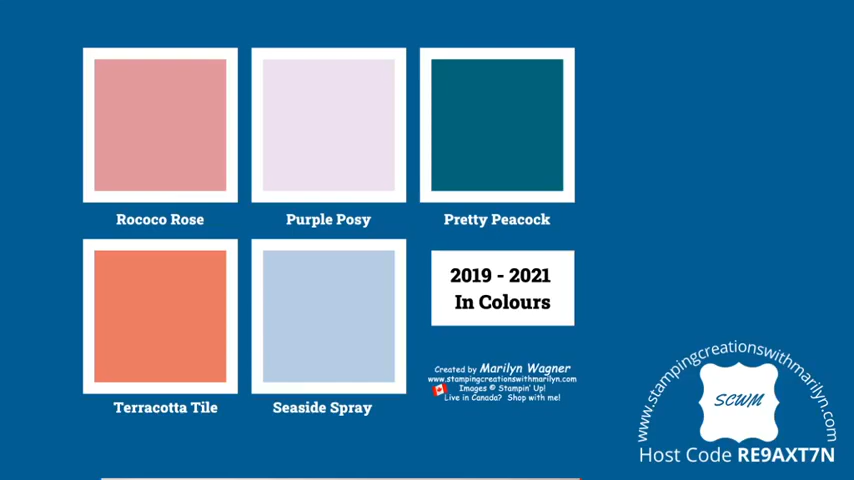 Rococo Rose
Purple Posy
Pretty Peacock
Terracotta Tile
Seaside Spray
2019 - 2021
In Colours
Created by Marilyn Wagner
www.stampingcreationswithmarilyn.com
Images © Stampin' Up!
Live in Canada? Shop with me!
www.stampingcreationswithmarilyn.com
SCWM
Host Code RE9AXT7N